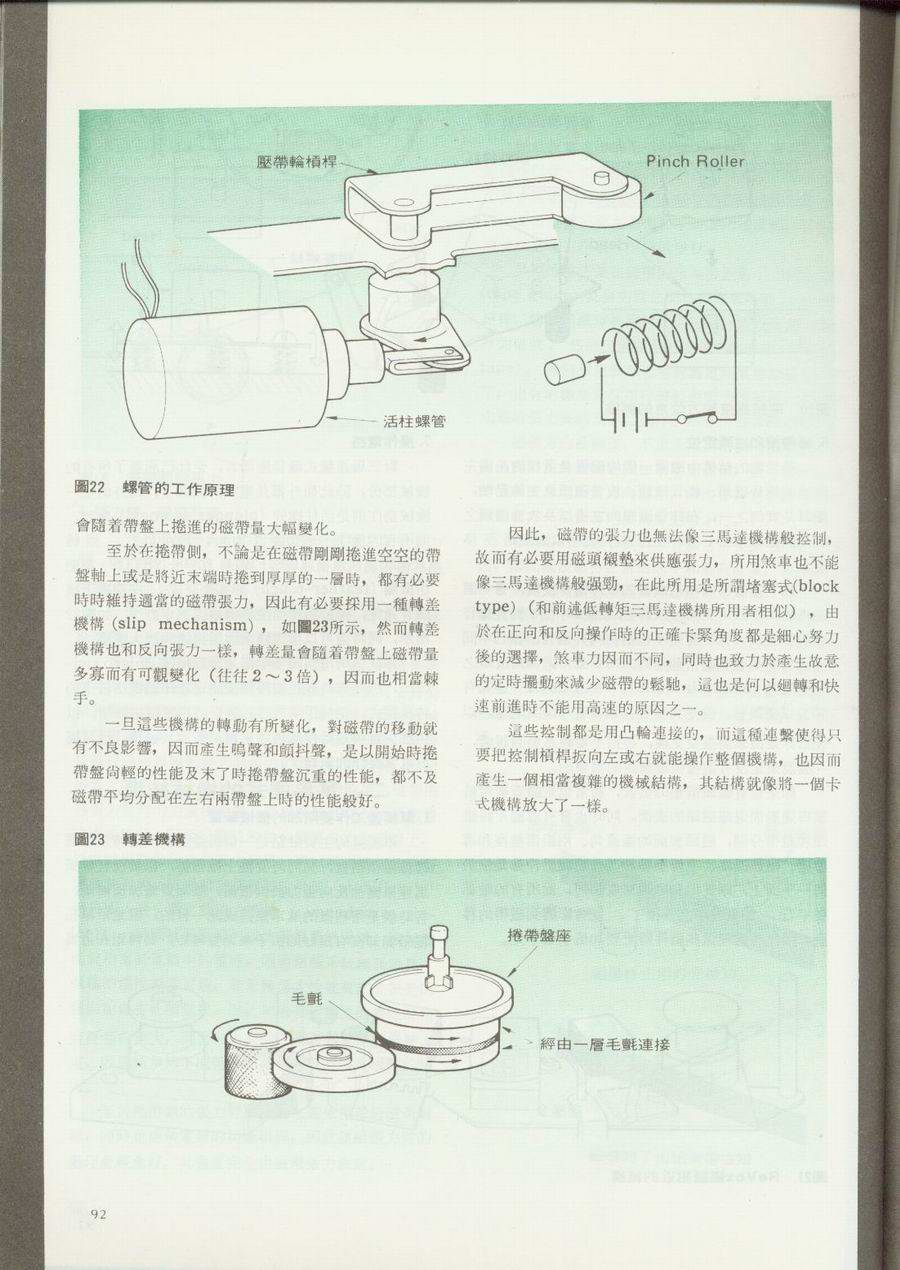 壓帶輪槓桿
Pinch Roller
活柱螺管
圖22 螺管的工作原理
會隨着帶盤上捲進的磁帶量大幅變化。
至於在捲帶側，不論是在磁帶剛剛捲進空空的帶
盤軸上或是將近末端時捲到厚厚的一層時，都有必要
時時維持適當的磁帶張力，因此有必要採用一種轉差
機構 (slip mechanism) ，如圖23所示，然而轉差
機構也和反向張力一樣，轉差量會隨着帶盤上磁帶量
多寡而有可觀變化（往往2～3倍），因而也相當棘
手。
一旦這些機構的轉動有所變化，對磁帶的移動就
有不良影響，因而產生鳴聲和顫抖聲，是以開始時捲
帶盤尙輕的性能及末了時捲帶盤沉重的性能，都不及
磁帶平均分配在左右兩帶盤上時的性能般好。
因此，磁帶的張力也無法像三馬達機構般控制，
故而有必要用磁頭襯墊來供應張力，所用煞車也不能
像三馬達機構般强勁，在此所用是所謂堵塞式(block
type)（和前述低轉矩三馬達機構所用者相似），由
於在正向和反向操作時的正確卡緊角度都是細心努力
後的選擇，煞車力因而不同，同時也致力於產生故意
的定時擺動來減少磁帶的鬆馳，這也是何以廻轉和快
速前進時不能用高速的原因之一。
這些控制都是用凸輪連接的，而這種連繫使得只
要把控制槓桿扳向左或右就能操作整個機構，也因而
產生一個相當複雜的機械結構，其結構就像將一個卡
式機構放大了一樣。
圖23 轉差機構
捲帶盤座
毛氈
經由一層毛氈連接
92